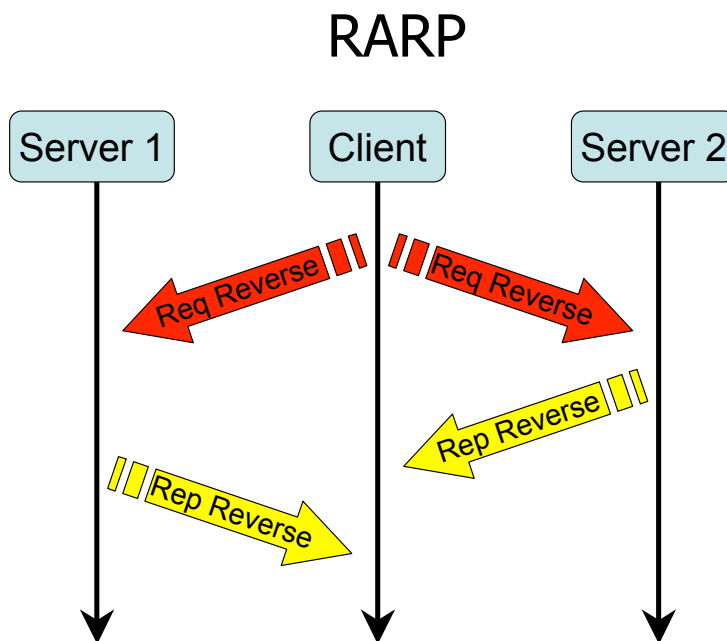 RARP
Server 1
Client
Server 2
Req Reverse
Req Reverse
Rep Reverse
Rep Reverse